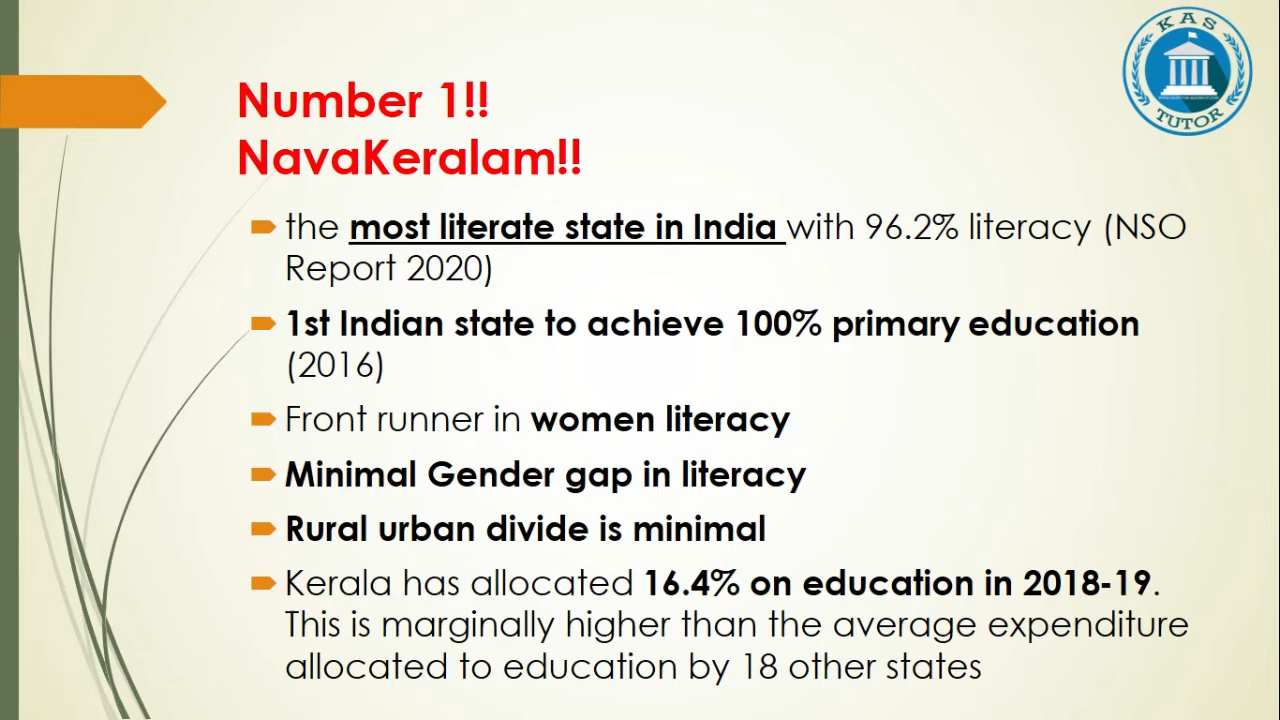 KAS
TUTOR
Number 1!!
NavaKeralam!!
the most literate state in India with 96.2% literacy (NSO
Report 2020)
1st Indian state to achieve 100% primary education
(2016)
Front runner in women literacy
Minimal Gender gap in literacy
Rural urban divide is minimal
Kerala has allocated 16.4% on education in 2018-19.
This is marginally higher than the average expenditure
allocated to education by 18 other states